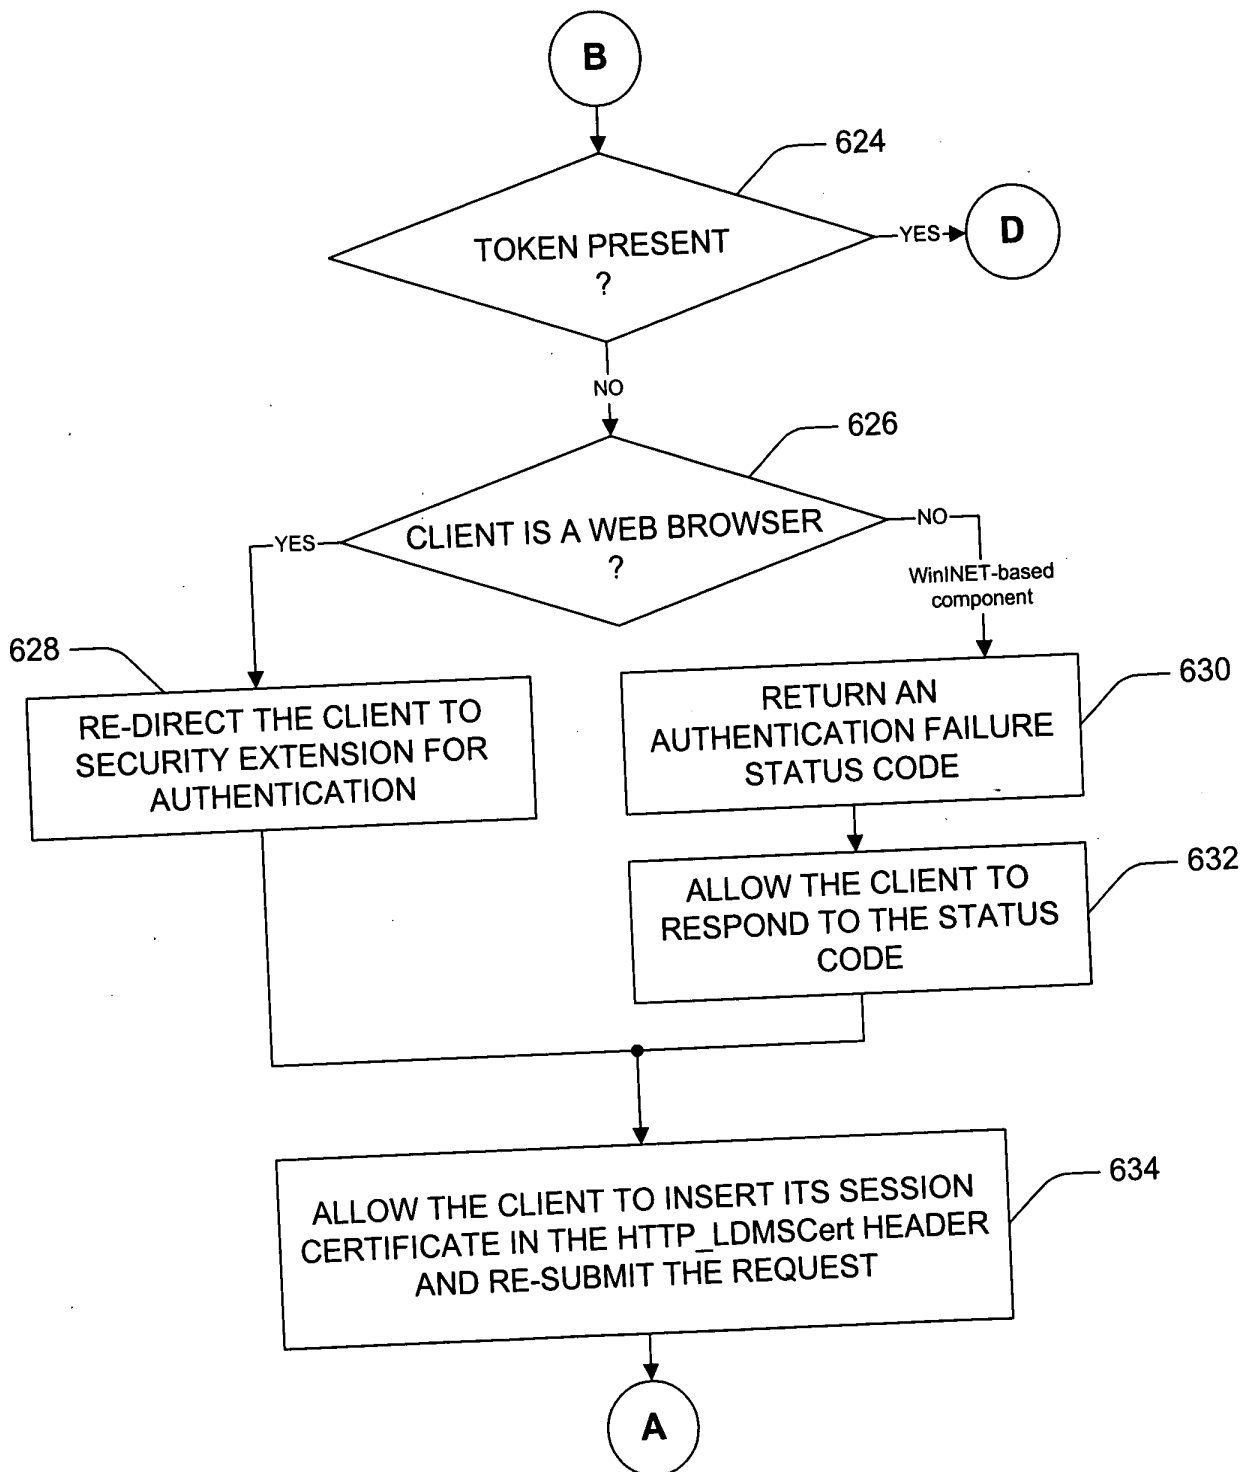 B
624
TOKEN PRESENT
?
YES
D
NO
626
CLIENT IS A WEB BROWSER
?
YES
NO
WinINET-based
component
628
RE-DIRECT THE CLIENT TO
SECURITY EXTENSION FOR
AUTHENTICATION
630
RETURN AN
AUTHENTICATION FAILURE
STATUS CODE
632
ALLOW THE CLIENT TO
RESPOND TO THE STATUS
CODE
634
ALLOW THE CLIENT TO INSERT ITS SESSION
CERTIFICATE IN THE HTTP_LDMSCert HEADER
AND RE-SUBMIT THE REQUEST
A